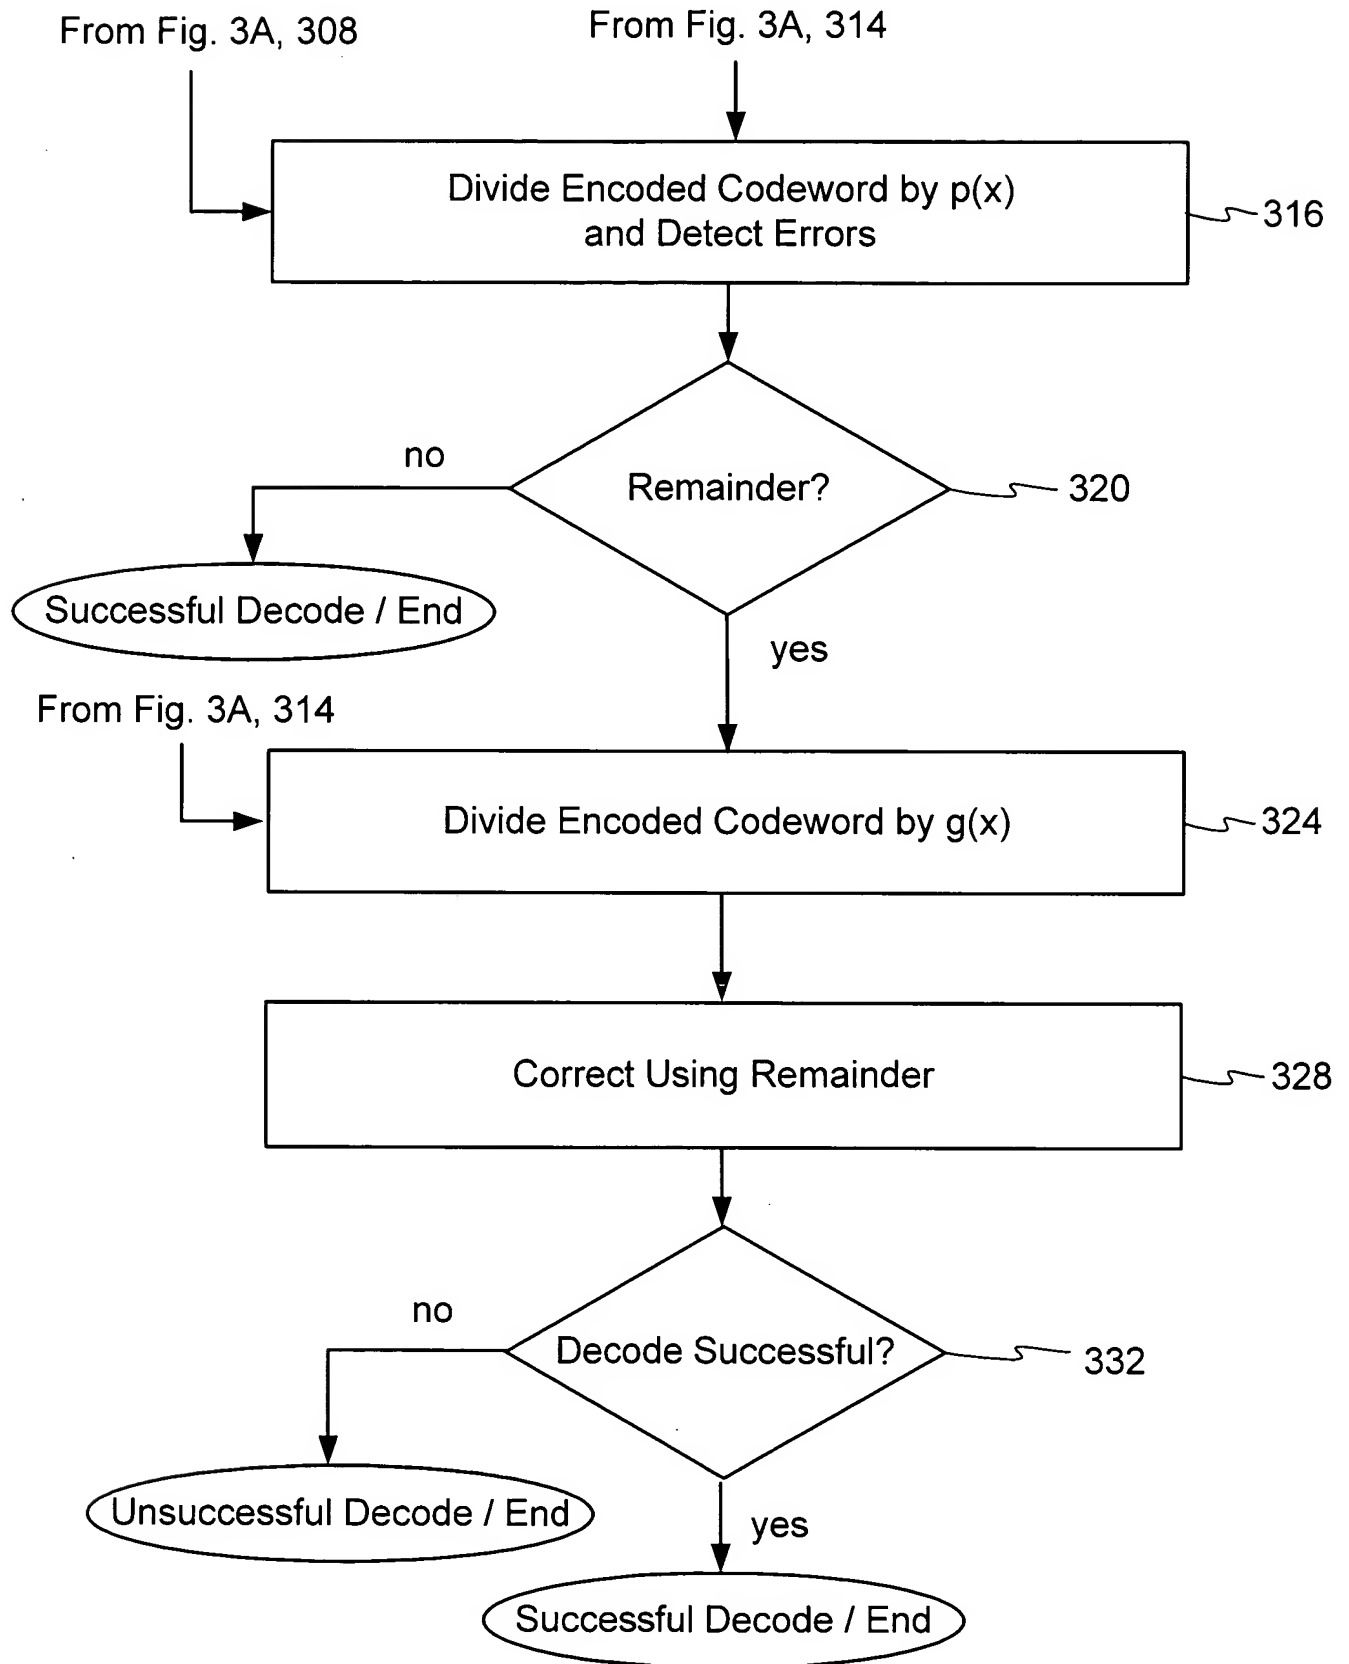 From Fig. 3A, 308
From Fig. 3A, 314
Divide Encoded Codeword by p(x)
and Detect Errors
316
no
Remainder?
320
Successful Decode / End
yes
From Fig. 3A, 314
Divide Encoded Codeword by g(x)
324
Correct Using Remainder
328
no
Decode Successful?
332
Unsuccessful Decode / End
yes
Successful Decode / End